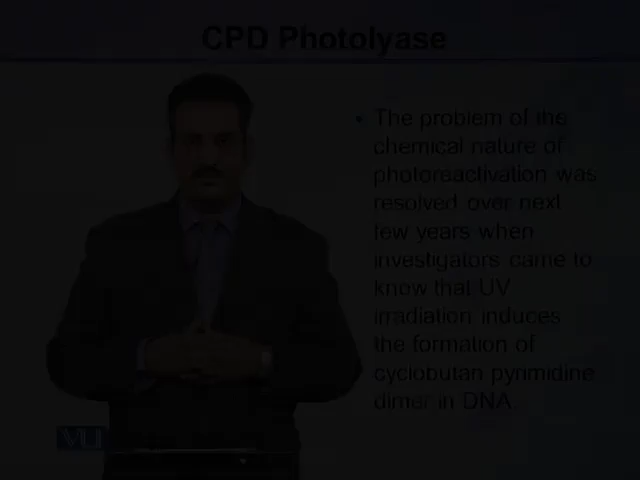 CPD Photolyase
• The problem of the
chemical nature of
photoreactivation was
resolved over next
few years when
investigators came to
know that UV
irradiation induces
the formation of
cyclobutan pyrimidine
dimer in DNA.
VU